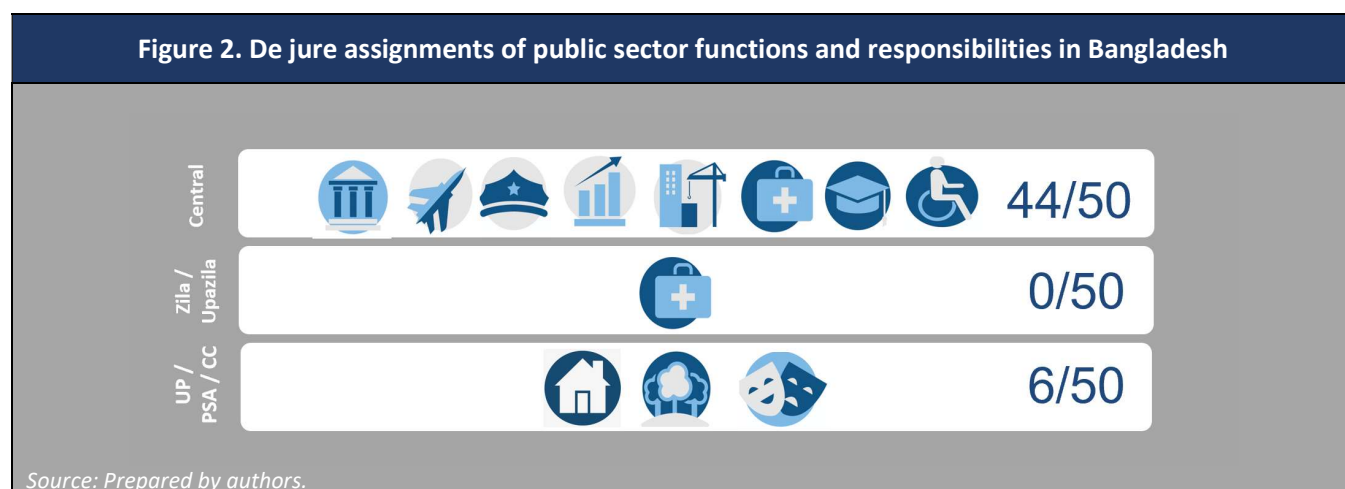 Figure 2. De jure assignments of public sector functions and responsibilities in Bangladesh
Central
44/50
Zila /
Upazila
0/50
UP /
PSA / CC
6/50
Source: Prepared by authors.